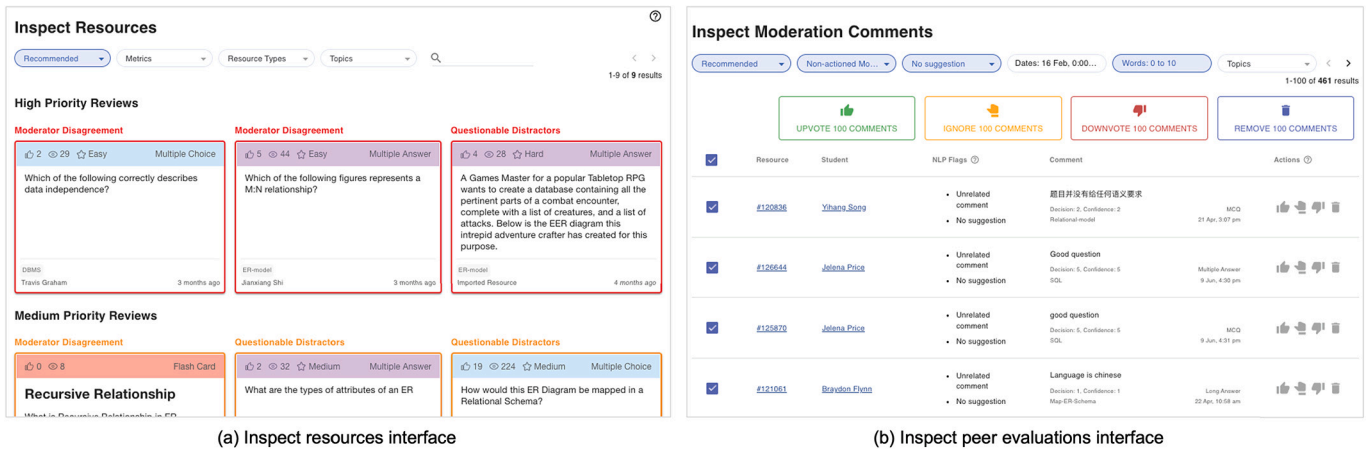 Inspect Resources
Recommended
Metrics
Resource Types
Topics
1-9 of 9 results
High Priority Reviews
Moderator Disagreement
2 29 Easy Multiple Choice
Which of the following correctly describes
data independence?
DBMS
Travis Graham 3 months ago
Moderator Disagreement
5 44 Easy Multiple Answer
Which of the following figures represents a
M:N relationship?
ER-model
Jianxiang Shi 3 months ago
Questionable Distractors
4 28 Hard Multiple Answer
A Games Master for a popular Tabletop RPG
wants to create a database containing all the
pertinent parts of a combat encounter,
complete with a list of creatures, and a list of
attacks. Below is the EER diagram this
intrepid adventure crafter has created for this
purpose.
ER-model
Imported Resource 4 months ago
Medium Priority Reviews
Moderator Disagreement
0 8 Flash Card
Recursive Relationship
What is Recursive Relationship in ER
Questionable Distractors
2 32 Medium Multiple Answer
What are the types of attributes of an ER
Questionable Distractors
19 224 Medium Multiple Choice
How would this ER Diagram be mapped in a
Relational Schema?
(a) Inspect resources interface
Inspect Moderation Comments
Recommended
Non-actioned Mo...
No suggestion
Dates: 16 Feb, 0:00...
Words: 0 to 10
Topics
1-100 of 461 results
UPVOTE 100 COMMENTS
IGNORE 100 COMMENTS
DOWNVOTE 100 COMMENTS
REMOVE 100 COMMENTS
Resource Student NLP Flags Comment Actions
#120836 Yihang Song
Unrelated
comment
No suggestion
题目并没有给任何语义要求
Decision: 2, Confidence: 2 MCQ
Relational-model 21 Apr, 3:07 pm
#126644 Jelena Price
Unrelated
comment
No suggestion
Good question
Decision: 5, Confidence: 5 Multiple Answer
SQL 9 Jun, 4:30 pm
#125870 Jelena Price
Unrelated
comment
No suggestion
good question
Decision: 5, Confidence: 5 MCQ
SQL 9 Jun, 4:31 pm
#121061 Braydon Flynn
Unrelated
comment
No suggestion
Language is chinese
Decision: 1, Confidence: 1 Long Answer
Map-ER-Schema 22 Apr, 10:58 am
(b) Inspect peer evaluations interface